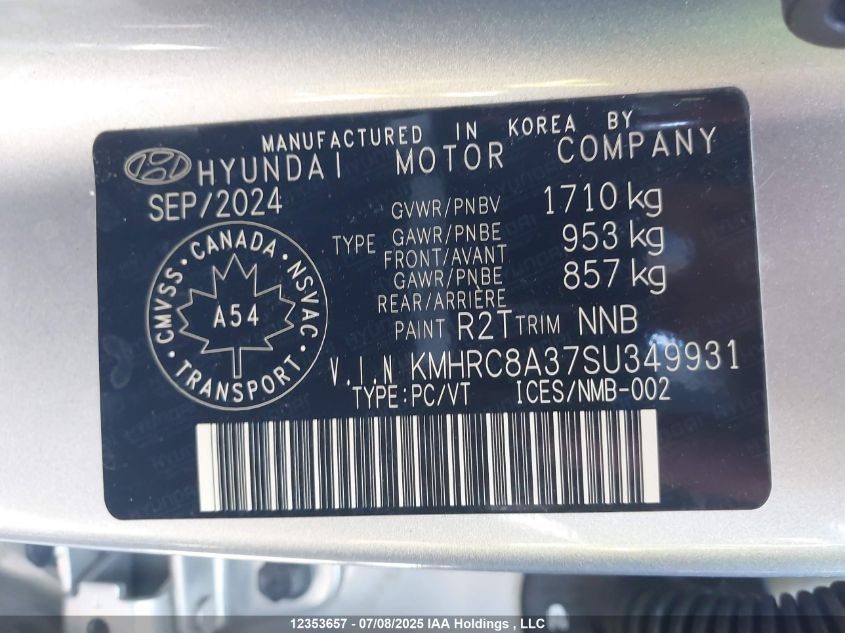 MANUFACTURED IN KOREA BY
HYUNDAI MOTOR COMPANY
SEP/2024
GVWR/PNBV 1710 kg
TYPE GAWR/PNBE 953 kg
FRONT/AVANT
GAWR/PNBE 857 kg
REAR/ARRIÈRE
PAINT R2T TRIM NNB
CMVSS • CANADA • NSVAC • TRANSPORT •
A54
V.I.N KMHRC8A37SU349931
TYPE:PC/VT ICES/NMB-002
12353657 - 07/08/2025 IAA Holdings , LLC